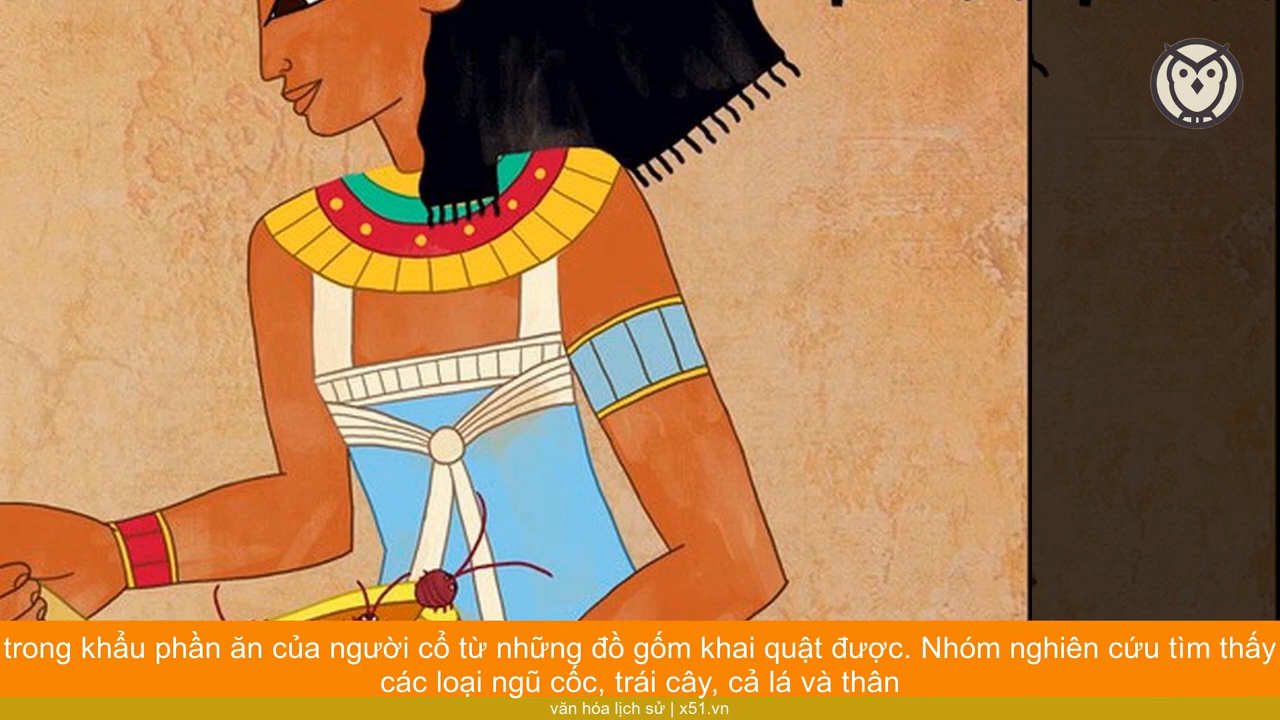 trong khẩu phần ăn của người cổ từ những đồ gốm khai quật được. Nhóm nghiên cứu tìm thấy
các loại ngũ cốc, trái cây, cả lá và thân
văn hóa lịch sử | x51.vn